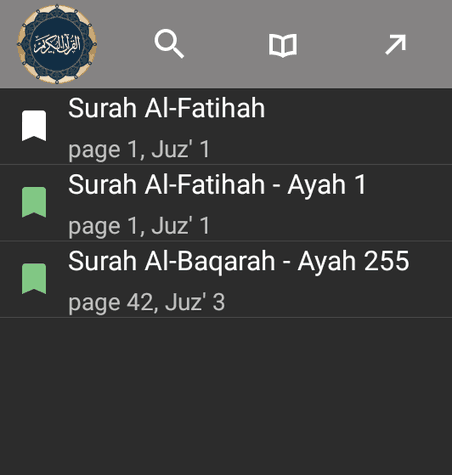 القرآن الكريم
Surah Al-Fatihah
page 1, Juz' 1
Surah Al-Fatihah - Ayah 1
page 1, Juz' 1
Surah Al-Baqarah - Ayah 255
page 42, Juz' 3